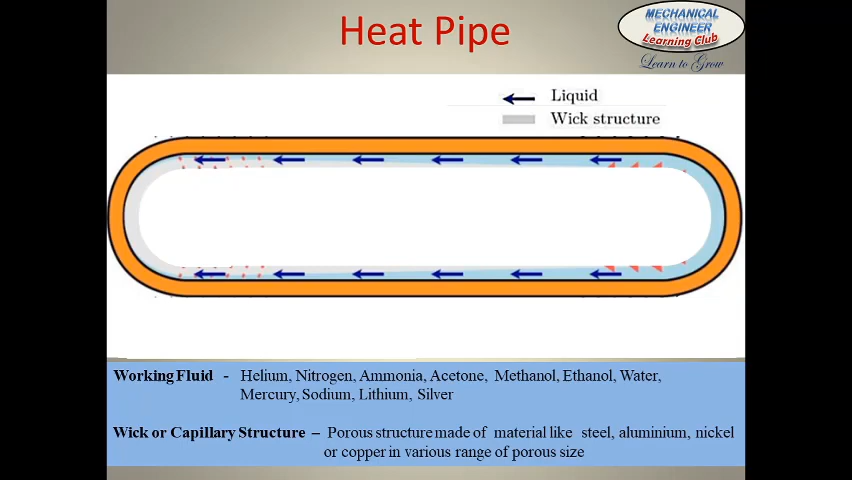 Heat Pipe
MECHANICAL
ENGINEER
Learning Club
Learn to Grow
Liquid
Wick structure
Working Fluid - Helium, Nitrogen, Ammonia, Acetone, Methanol, Ethanol, Water,
Mercury, Sodium, Lithium, Silver
Wick or Capillary Structure – Porous structure made of material like steel, aluminium, nickel
or copper in various range of porous size